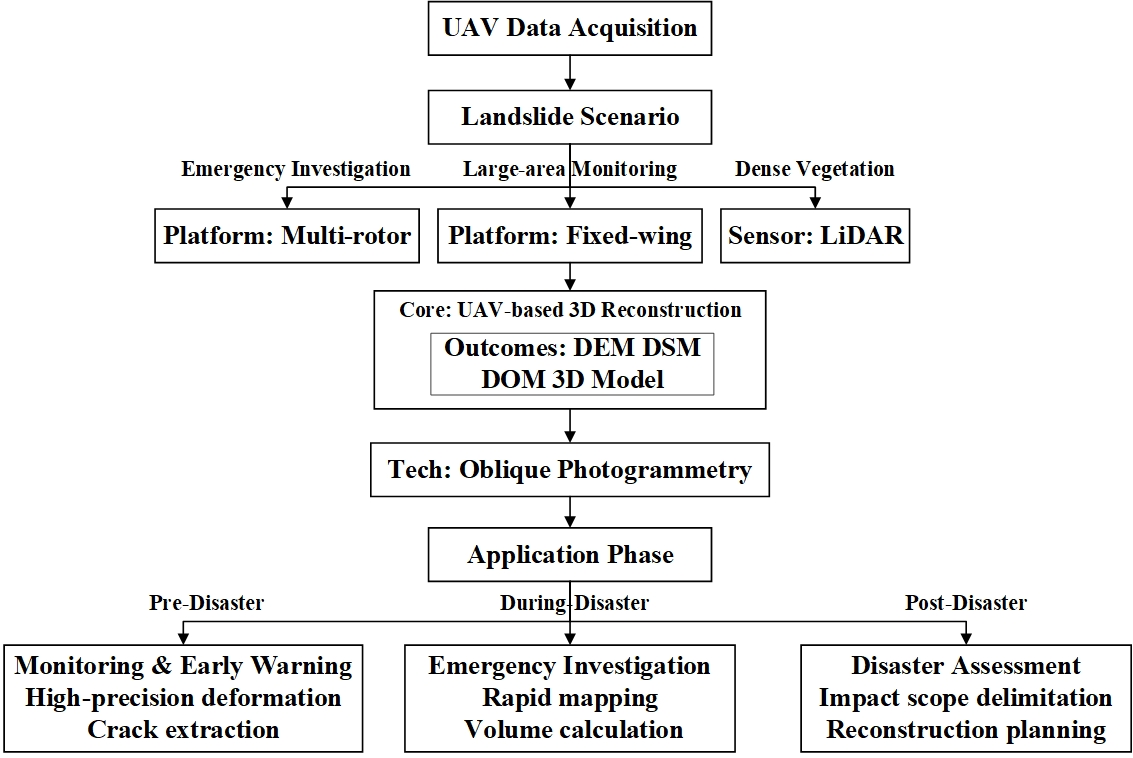 UAV Data Acquisition
Landslide Scenario
Emergency Investigation
Large-area Monitoring
Dense Vegetation
Platform: Multi-rotor
Platform: Fixed-wing
Sensor: LiDAR
Core: UAV-based 3D Reconstruction
Outcomes: DEM DSM
DOM 3D Model
Tech: Oblique Photogrammetry
Application Phase
Pre-Disaster
During-Disaster
Post-Disaster
Monitoring & Early Warning
High-precision deformation
Crack extraction
Emergency Investigation
Rapid mapping
Volume calculation
Disaster Assessment
Impact scope delimitation
Reconstruction planning